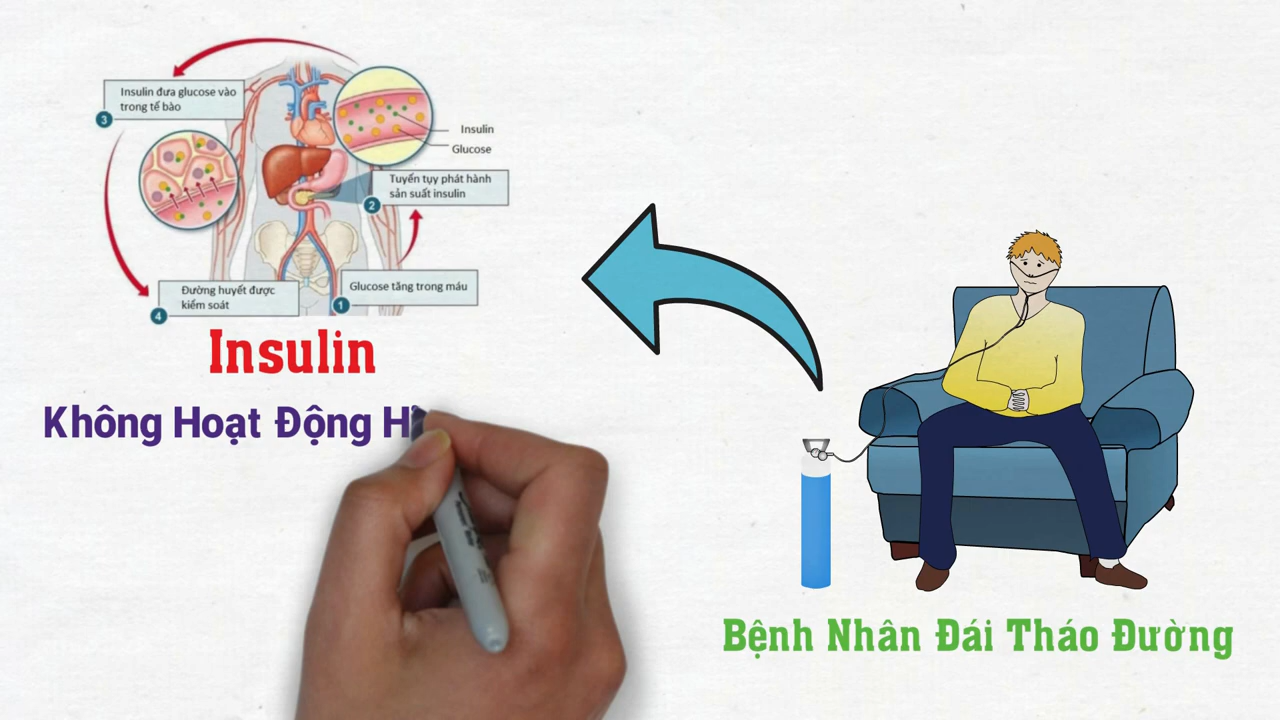 Insulin đưa glucose vào
trong tế bào
3
Insulin
Glucose
Tuyến tụy phát hành
sản suất insulin
2
Glucose tăng trong máu
1
Đường huyết được
kiểm soát
4
Insulin
Không Hoạt Động
Bệnh Nhân Đái Tháo Đường